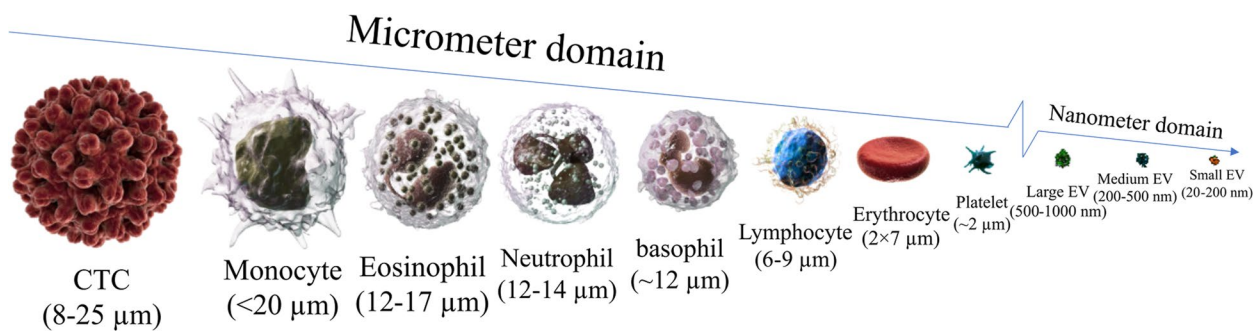 Micrometer domain
Nanometer domain
CTC
(8-25 µm)
Monocyte
(<20 µm)
Eosinophil
(12-17 µm)
Neutrophil
(12-14 µm)
basophil
(~12 µm)
Lymphocyte
(6-9 µm)
Erythrocyte
(2×7 µm)
Platelet
(~2 µm)
Large EV
(500-1000 nm)
Medium EV
(200-500 nm)
Small EV
(20-200 nm)